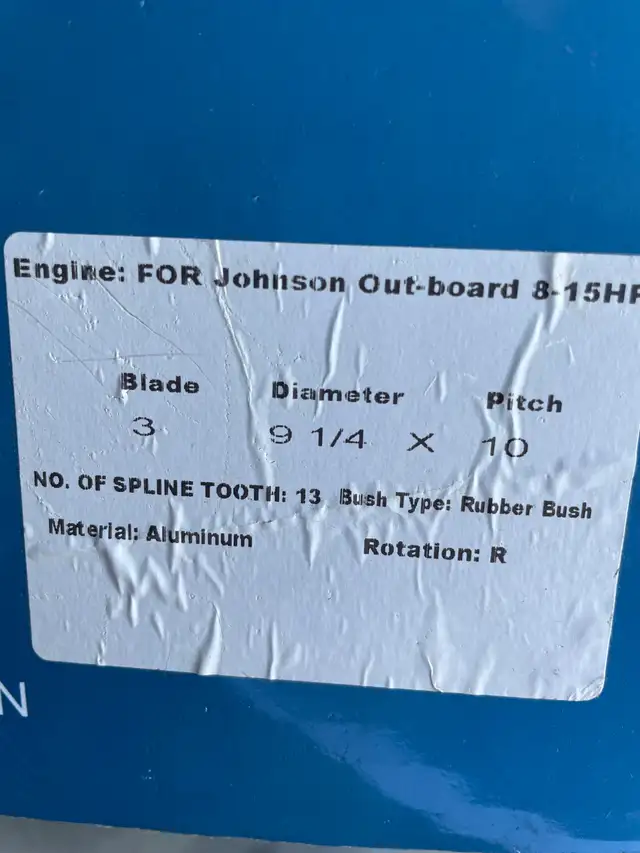 Engine: FOR Johnson Out-board 8-15HP
Blade Diameter Pitch
3 9 1/4 X 10
NO. OF SPLINE TOOTH: 13 Bush Type: Rubber Bush
Material: Aluminum Rotation: R
N